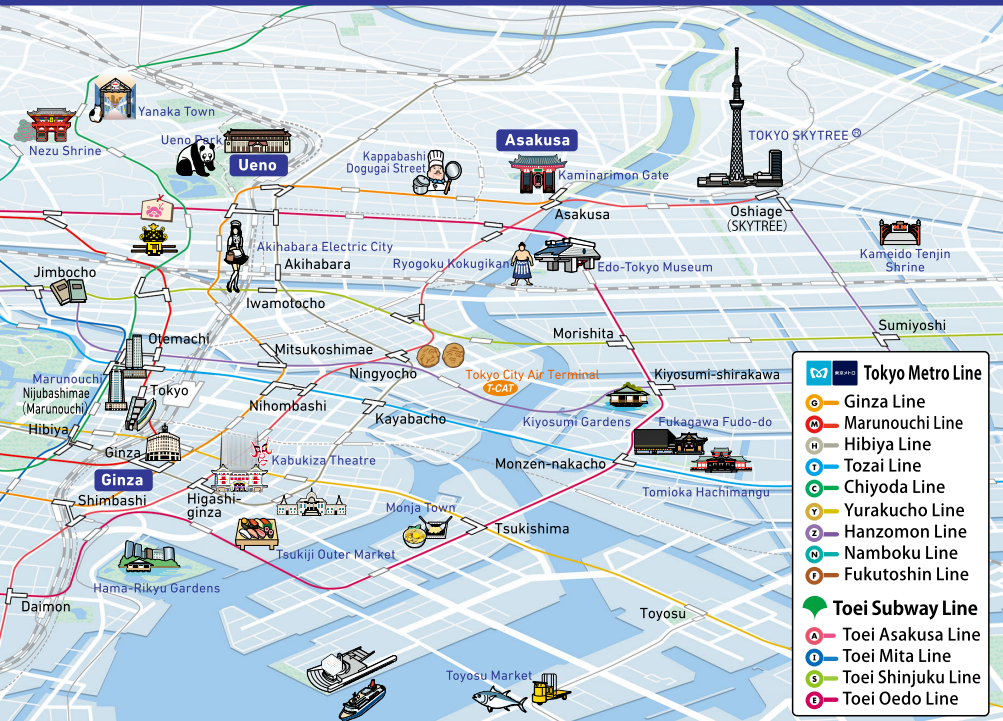 Yanaka Town
Nezu Shrine
Ueno Park
Ueno
Kappabashi
Dogugai Street
Asakusa
Kaminarimon Gate
Asakusa
TOKYO SKYTREE®
Oshiage
(SKYTREE)
Kameido Tenjin
Shrine
Akihabara Electric City
Akihabara
Ryogoku Kokugikan
Edo-Tokyo Museum
Jimbocho
Iwamotocho
Otemachi
Mitsukoshimae
Morishita
Sumiyoshi
Ningyocho
Tokyo City Air Terminal
T-CAT
Kiyosumi-shirakawa
Marunouchi
Nijubashimae
(Marunouchi)
Tokyo
Nihombashi
Kayabacho
Kiyosumi Gardens
Fukagawa Fudo-do
Hibiya
Ginza
Ginza
Kabukiza Theatre
Monzen-nakacho
Tomioka Hachimangu
Shimbashi
Higashi-
ginza
Monja Town
Tsukishima
Tsukiji Outer Market
Hama-Rikyu Gardens
Daimon
Toyosu
Toyosu Market
東京メトロ
Tokyo Metro Line
G Ginza Line
M Marunouchi Line
H Hibiya Line
T Tozai Line
C Chiyoda Line
Y Yurakucho Line
Z Hanzomon Line
N Namboku Line
F Fukutoshin Line
Toei Subway Line
A Toei Asakusa Line
I Toei Mita Line
S Toei Shinjuku Line
E Toei Oedo Line